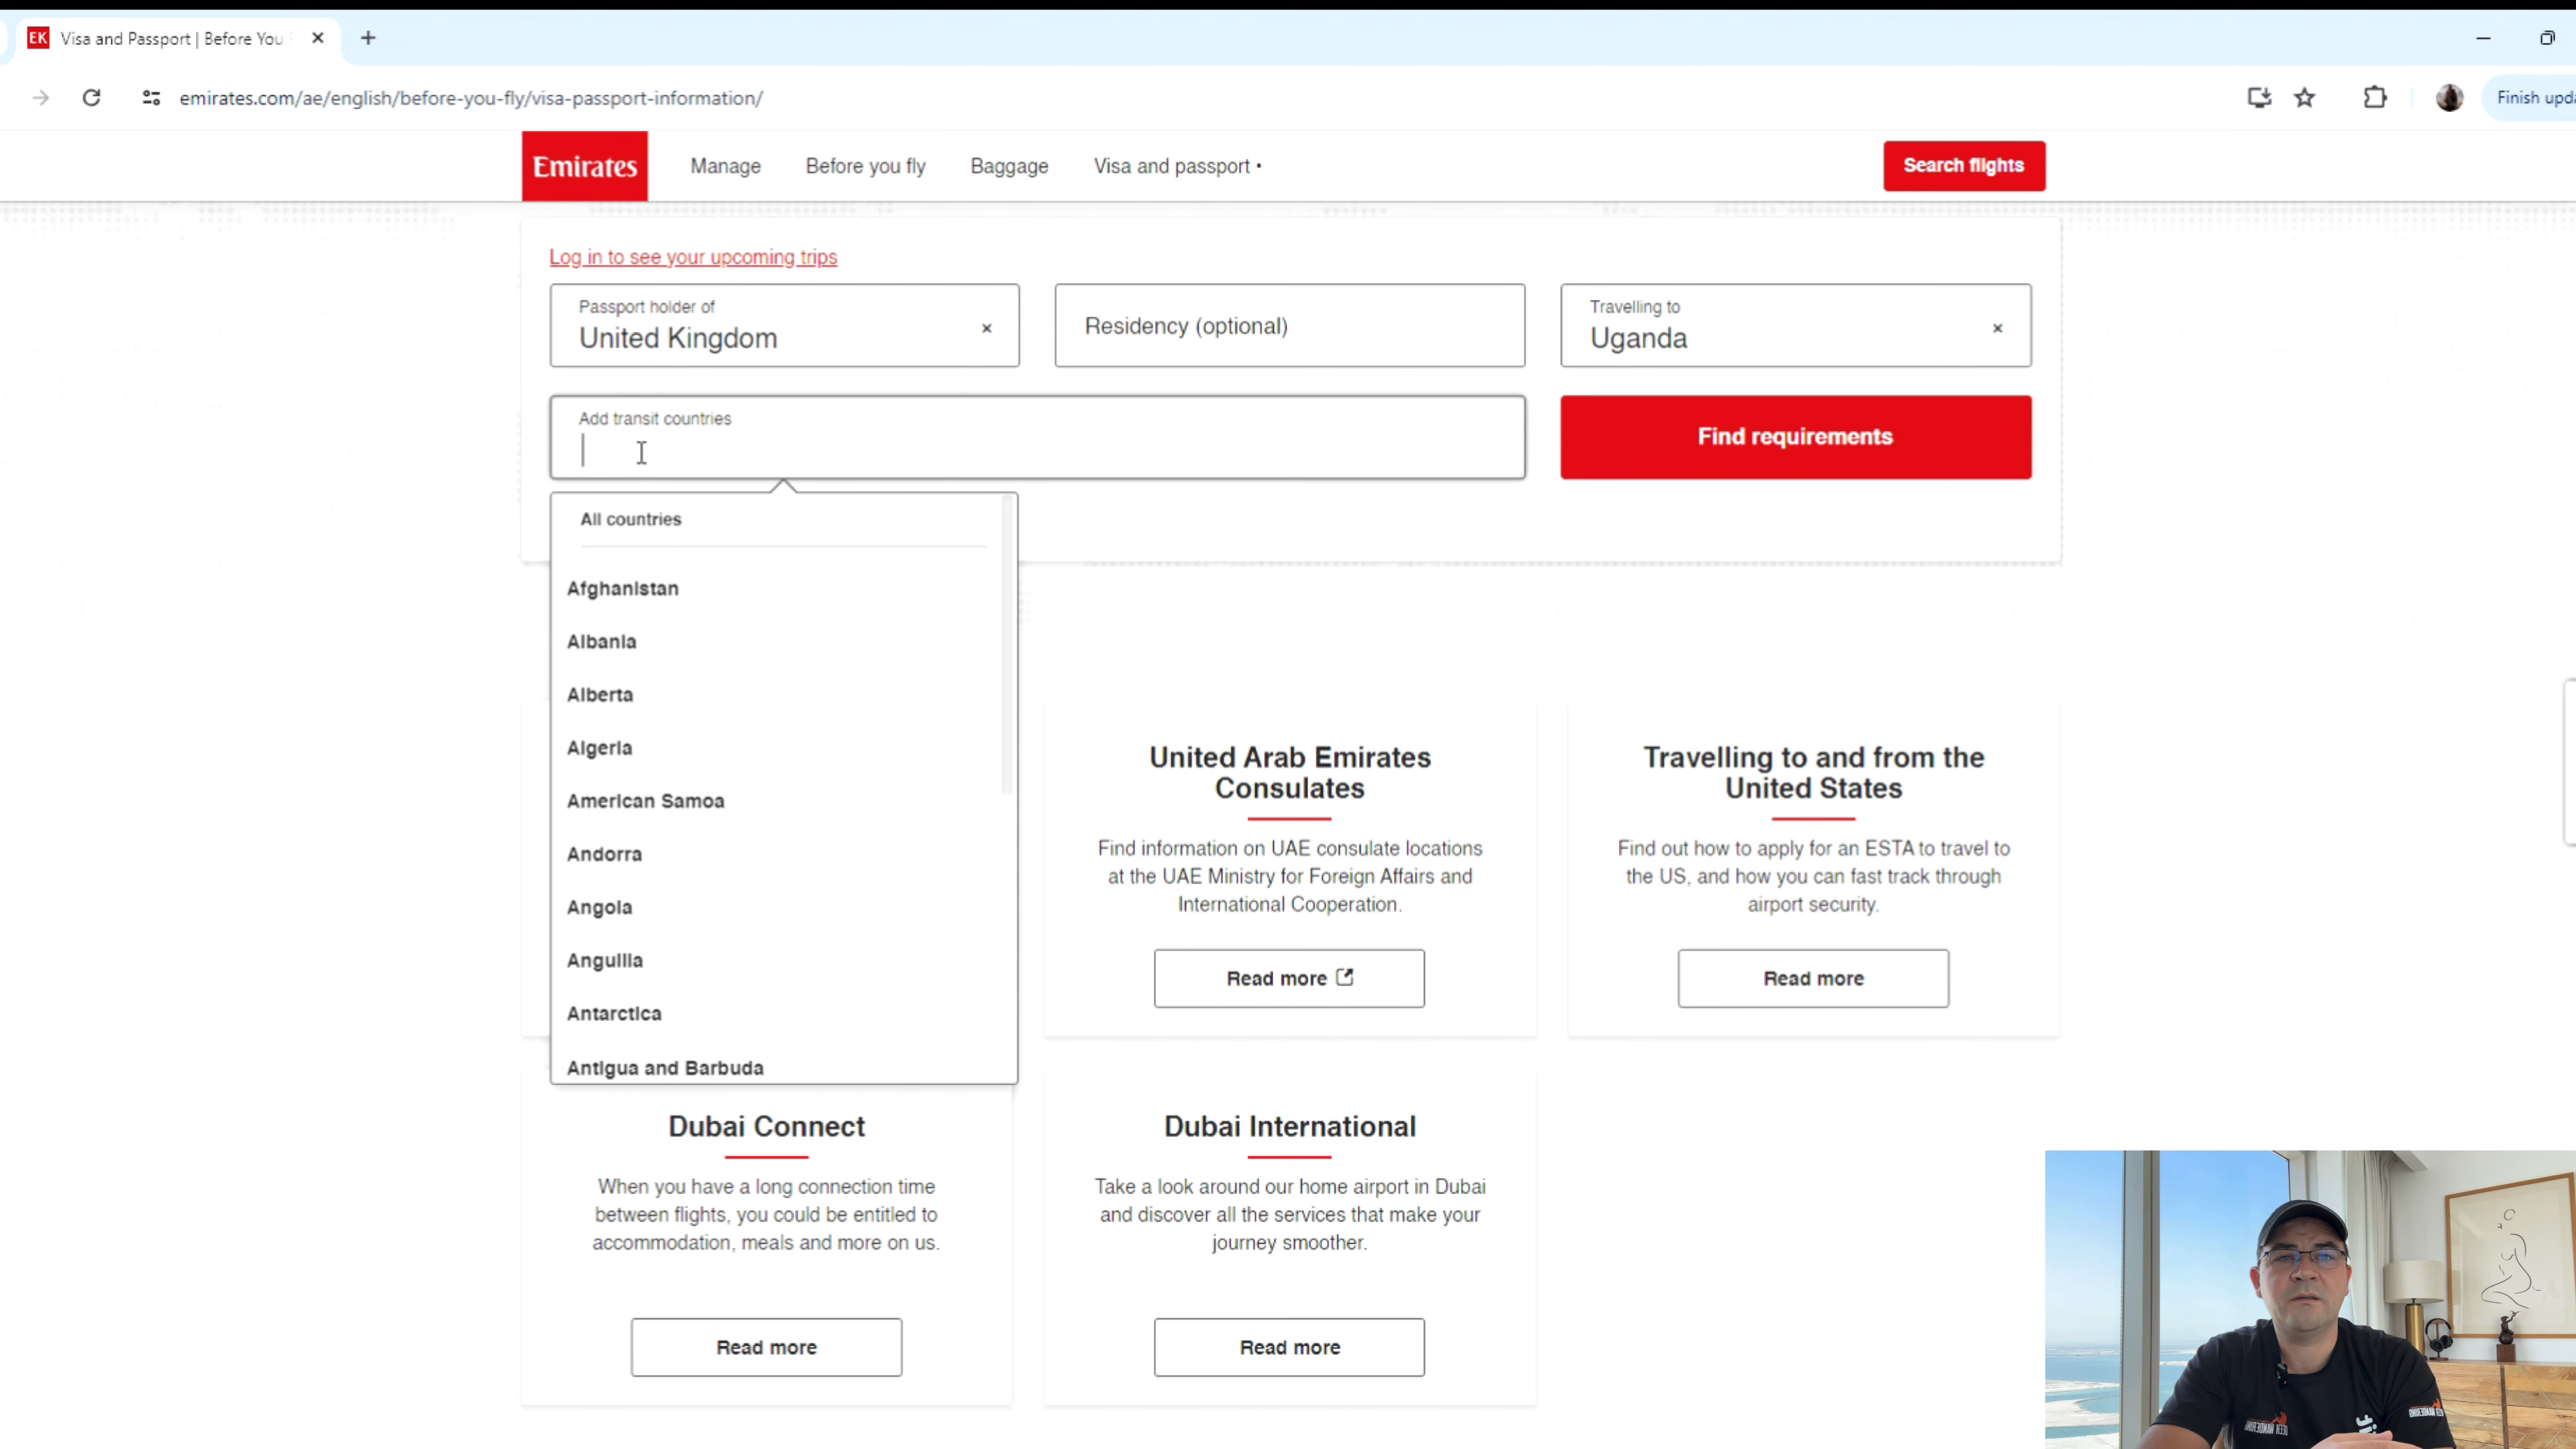 EK Visa and Passport | Before You
emirates.com/ae/english/before-you-fly/visa-passport-information/
Finish upda
Emirates
Manage
Before you fly
Baggage
Visa and passport •
Search flights
Log in to see your upcoming trips
Passport holder of
United Kingdom
Residency (optional)
Travelling to
Uganda
Add transit countries
Find requirements
All countries
Afghanistan
Albania
Alberta
Algeria
American Samoa
Andorra
Angola
Anguilla
Antarctica
Antigua and Barbuda
United Arab Emirates
Consulates
Find information on UAE consulate locations
at the UAE Ministry for Foreign Affairs and
International Cooperation.
Read more
Travelling to and from the
United States
Find out how to apply for an ESTA to travel to
the US, and how you can fast track through
airport security.
Read more
Dubai Connect
When you have a long connection time
between flights, you could be entitled to
accommodation, meals and more on us.
Read more
Dubai International
Take a look around our home airport in Dubai
and discover all the services that make your
journey smoother.
Read more